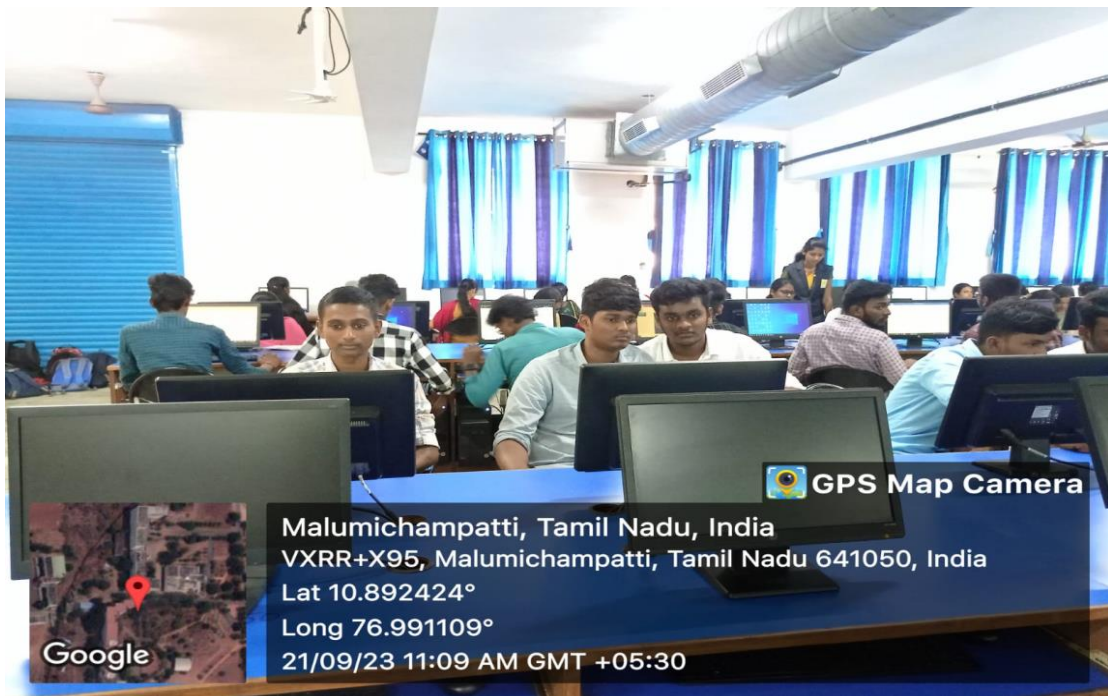 GPS Map Camera
Malumichampatti, Tamil Nadu, India
VXRR+X95, Malumichampatti, Tamil Nadu 641050, India
Lat 10.892424°
Long 76.991109°
21/09/23 11:09 AM GMT +05:30
Google